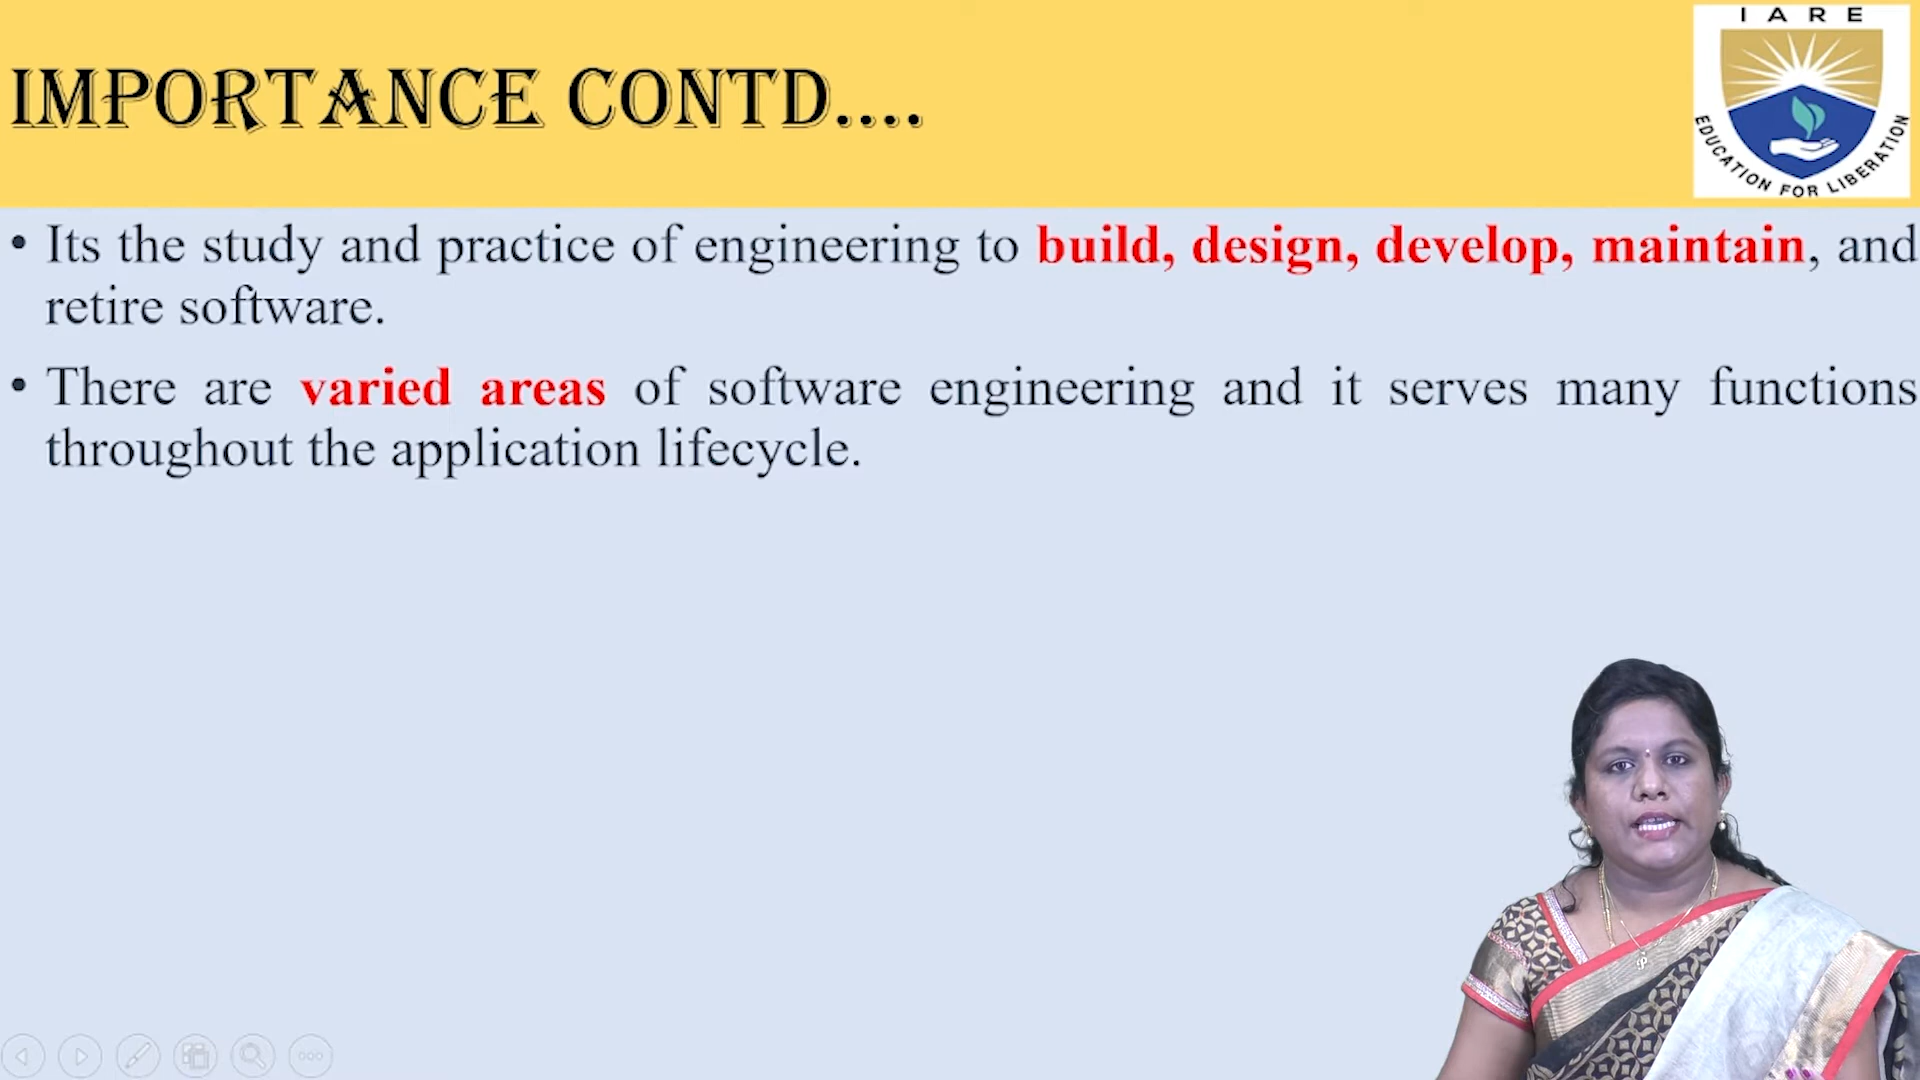 IARE
IMPORTANCE CONTD....
EDUCATION FOR LIBERATION
• Its the study and practice of engineering to build, design, develop, maintain, and
retire software.
• There are varied areas of software engineering and it serves many functions
throughout the application lifecycle.